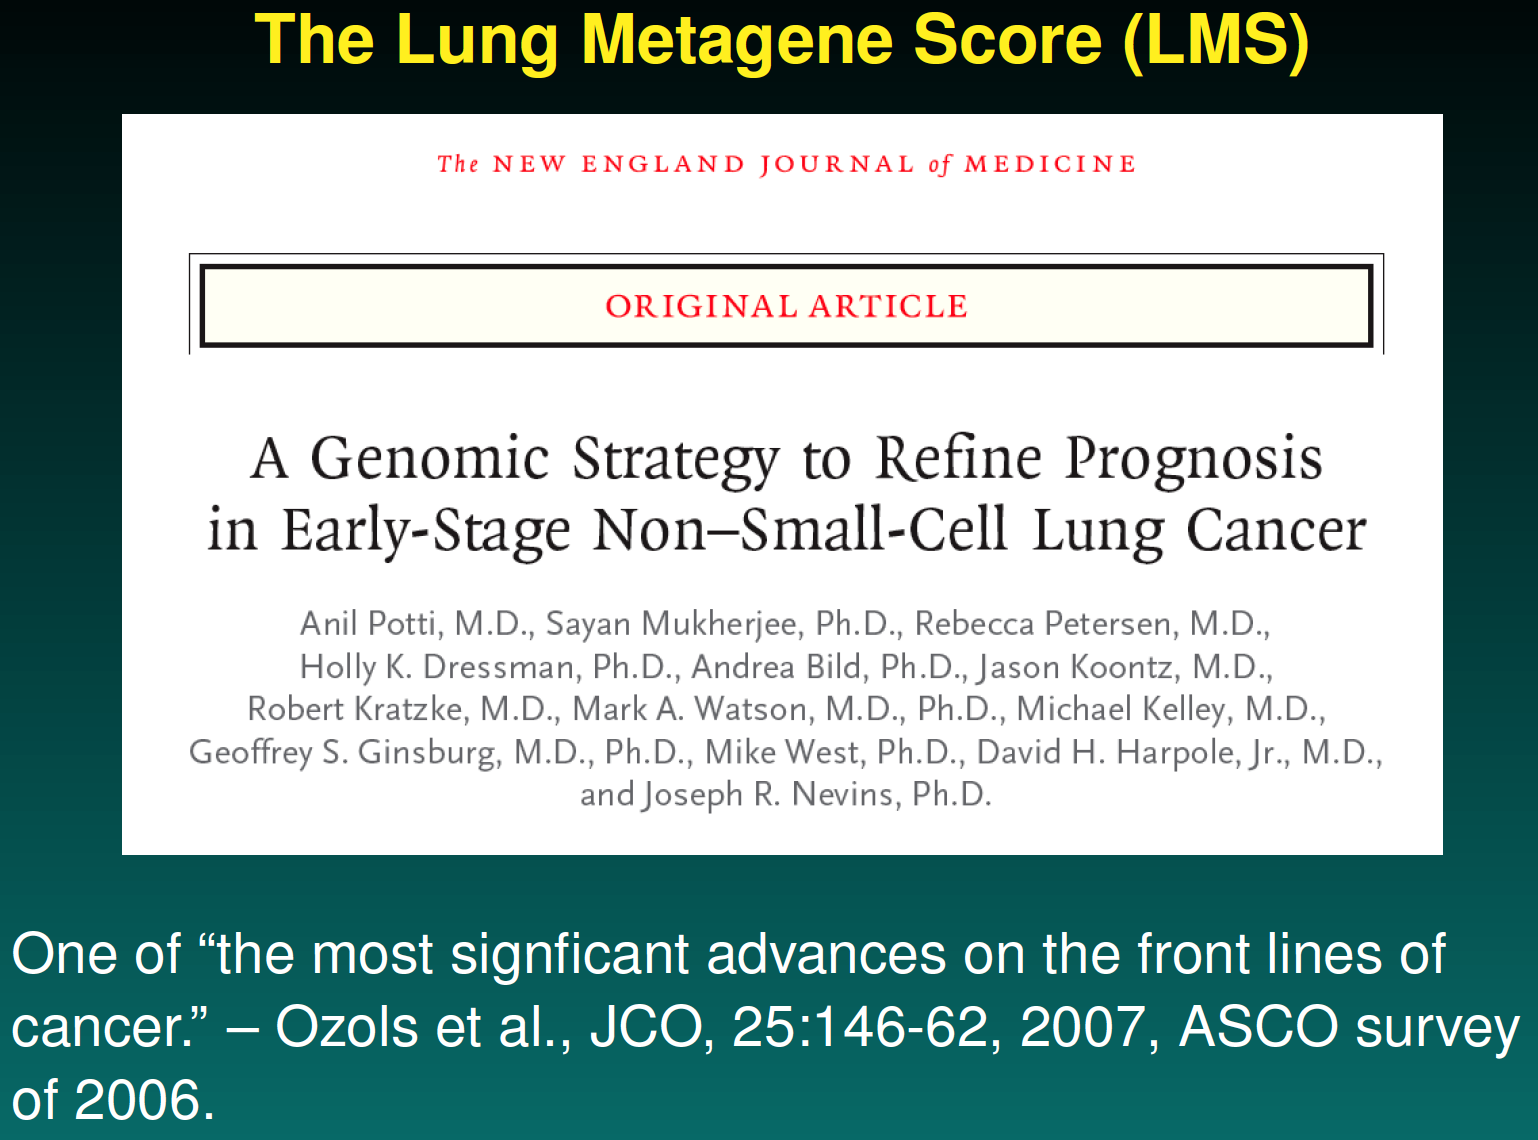 The Lung Metagene Score (LMS)
The NEW ENGLAND JOURNAL of MEDICINE
ORIGINAL ARTICLE
A Genomic Strategy to Refine Prognosis
in Early-Stage Non–Small-Cell Lung Cancer
Anil Potti, M.D., Sayan Mukherjee, Ph.D., Rebecca Petersen, M.D.,
Holly K. Dressman, Ph.D., Andrea Bild, Ph.D., Jason Koontz, M.D.,
Robert Kratzke, M.D., Mark A. Watson, M.D., Ph.D., Michael Kelley, M.D.,
Geoffrey S. Ginsburg, M.D., Ph.D., Mike West, Ph.D., David H. Harpole, Jr., M.D.,
and Joseph R. Nevins, Ph.D.
One of “the most signficant advances on the front lines of
cancer.” – Ozols et al., JCO, 25:146-62, 2007, ASCO survey
of 2006.